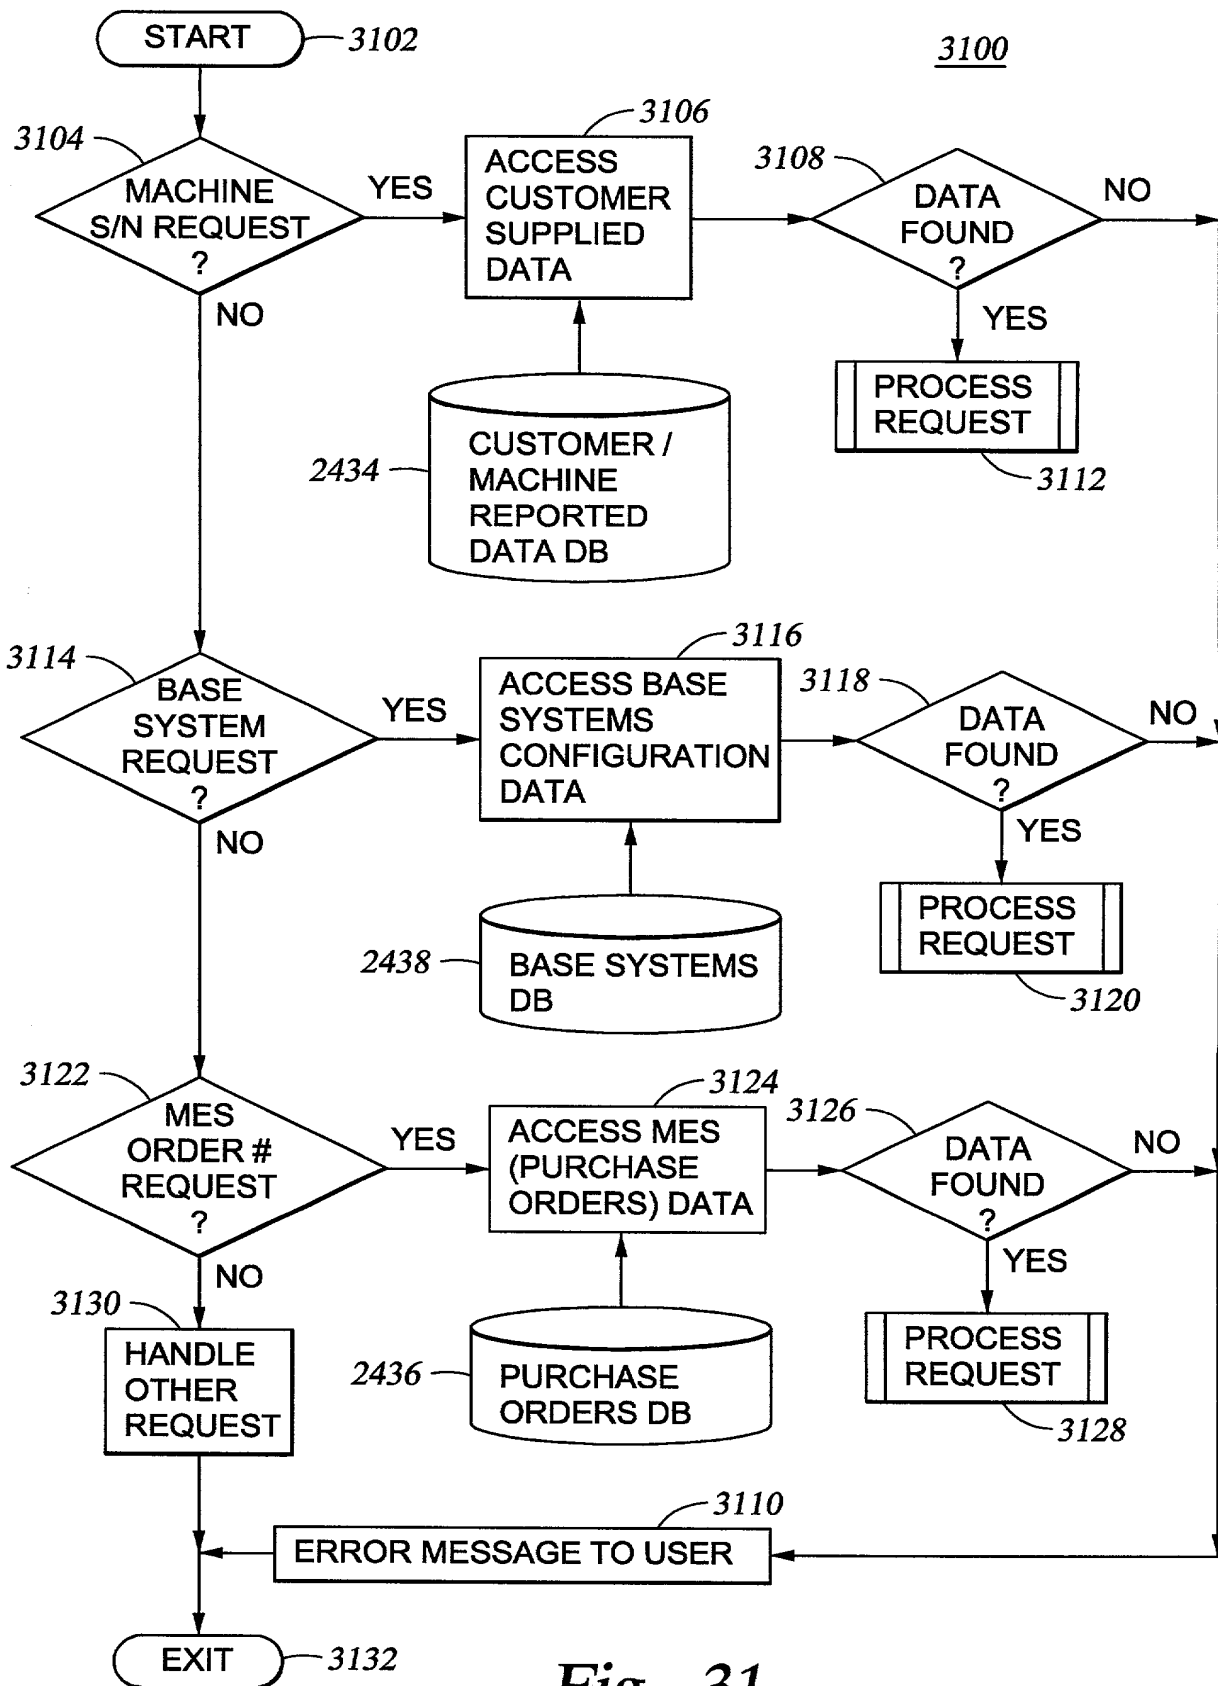 START
3102
3100
3104
MACHINE
S/N REQUEST
?
YES
NO
3106
ACCESS
CUSTOMER
SUPPLIED
DATA
3108
DATA
FOUND
?
NO
YES
PROCESS
REQUEST
3112
2434
CUSTOMER /
MACHINE
REPORTED
DATA DB
3114
BASE
SYSTEM
REQUEST
?
YES
NO
3116
ACCESS BASE
SYSTEMS
CONFIGURATION
DATA
3118
DATA
FOUND
?
NO
YES
PROCESS
REQUEST
3120
2438
BASE SYSTEMS
DB
3122
MES
ORDER #
REQUEST
?
YES
NO
3124
ACCESS MES
(PURCHASE
ORDERS) DATA
3126
DATA
FOUND
?
NO
YES
PROCESS
REQUEST
3128
2436
PURCHASE
ORDERS DB
3130
HANDLE
OTHER
REQUEST
3110
ERROR MESSAGE TO USER
EXIT
3132
Fig. 31